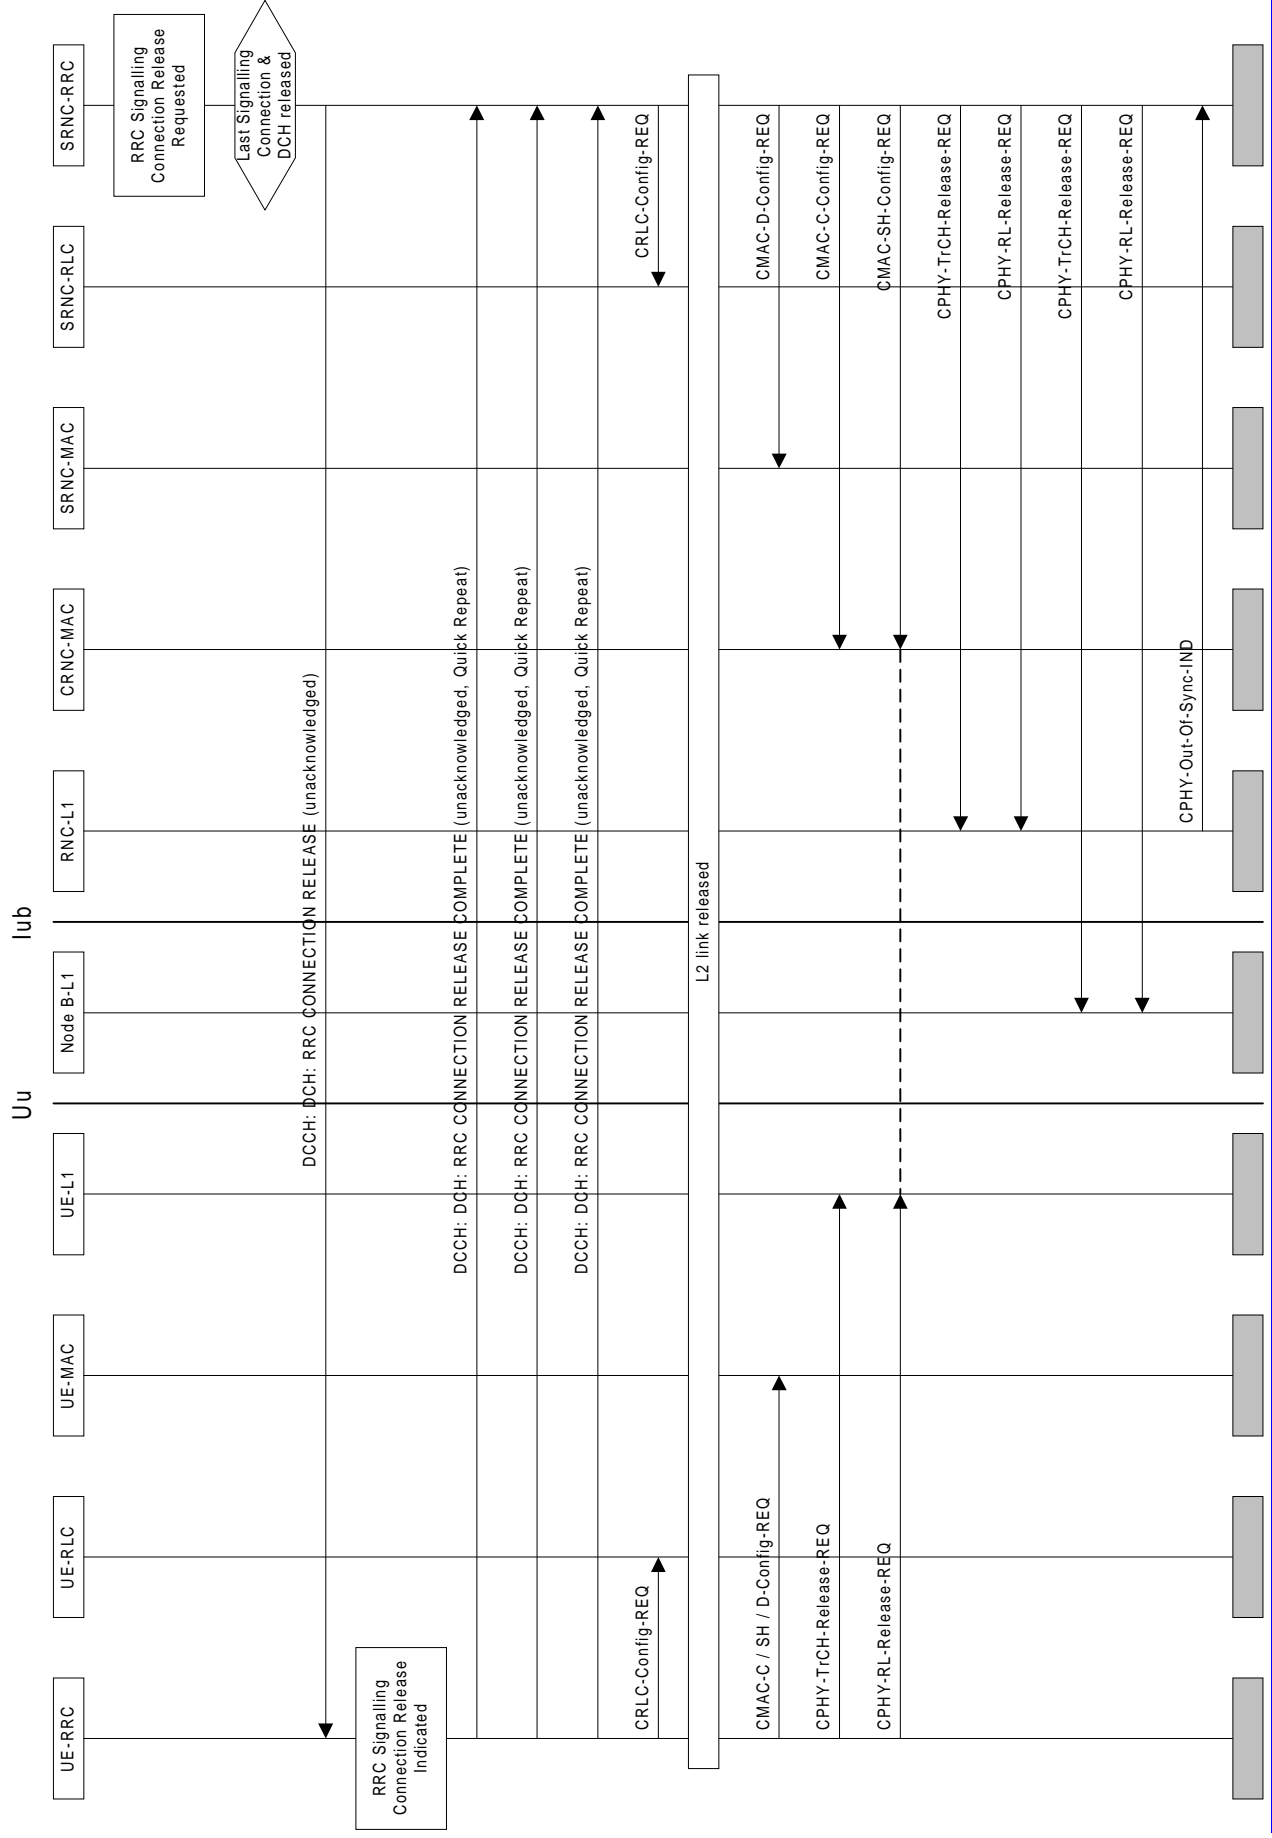 Uu
Iub
UE-RRC
UE-RLC
UE-MAC
UE-L1
Node B-L1
RNC-L1
CRNC-MAC
SRNC-MAC
SRNC-RLC
SRNC-RRC
RRC Signalling
Connection Release
Requested
Last Signalling
Connection &
DCH released
DCCH: DCH: RRC CONNECTION RELEASE (unacknowledged)
RRC Signalling
Connection Release
Indicated
DCCH: DCH: RRC CONNECTION RELEASE COMPLETE (unacknowledged, Quick Repeat)
DCCH: DCH: RRC CONNECTION RELEASE COMPLETE (unacknowledged, Quick Repeat)
DCCH: DCH: RRC CONNECTION RELEASE COMPLETE (unacknowledged, Quick Repeat)
CRLC-Config-REQ
CRLC-Config-REQ
L2 link released
CMAC-C / SH / D-Config-REQ
CMAC-D-Config-REQ
CPHY-TrCH-Release-REQ
CMAC-C-Config-REQ
CPHY-RL-Release-REQ
CMAC-SH-Config-REQ
CPHY-TrCH-Release-REQ
CPHY-RL-Release-REQ
CPHY-TrCH-Release-REQ
CPHY-RL-Release-REQ
CPHY-Out-Of-Sync-IND